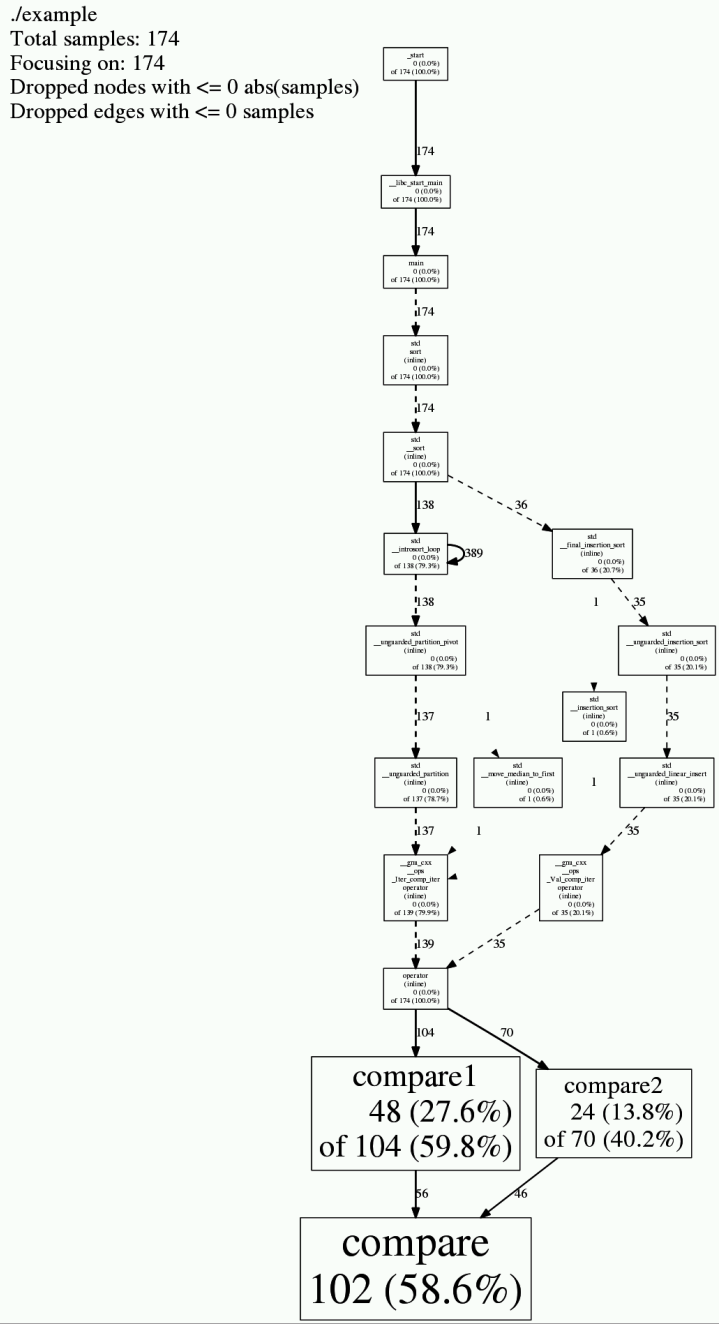 ./example
Total samples: 174
Focusing on: 174
Dropped nodes with <= 0 abs(samples)
Dropped edges with <= 0 samples
_start
0 (0.0%)
of 174 (100.0%)
174
__libc_start_main
0 (0.0%)
of 174 (100.0%)
174
main
0 (0.0%)
of 174 (100.0%)
174
std
sort
(inline)
0 (0.0%)
of 174 (100.0%)
174
std
__sort
(inline)
0 (0.0%)
of 174 (100.0%)
138
36
std
__introsort_loop
0 (0.0%)
of 138 (79.3%)
389
std
__final_insertion_sort
(inline)
0 (0.0%)
of 36 (20.7%)
138
1
35
std
__unguarded_partition_pivot
(inline)
0 (0.0%)
of 138 (79.3%)
std
__unguarded_insertion_sort
(inline)
0 (0.0%)
of 35 (20.1%)
std
__insertion_sort
(inline)
0 (0.0%)
of 1 (0.6%)
137
1
35
std
__unguarded_partition
(inline)
0 (0.0%)
of 137 (78.7%)
std
__move_median_to_first
(inline)
0 (0.0%)
of 1 (0.6%)
1
std
__unguarded_linear_insert
(inline)
0 (0.0%)
of 35 (20.1%)
137
1
35
__gnu_cxx
__ops
_Iter_comp_iter
operator
(inline)
0 (0.0%)
of 139 (79.9%)
__gnu_cxx
__ops
_Val_comp_iter
operator
(inline)
0 (0.0%)
of 35 (20.1%)
139
35
operator
(inline)
0 (0.0%)
of 174 (100.0%)
104
70
compare1
48 (27.6%)
of 104 (59.8%)
compare2
24 (13.8%)
of 70 (40.2%)
56
46
compare
102 (58.6%)